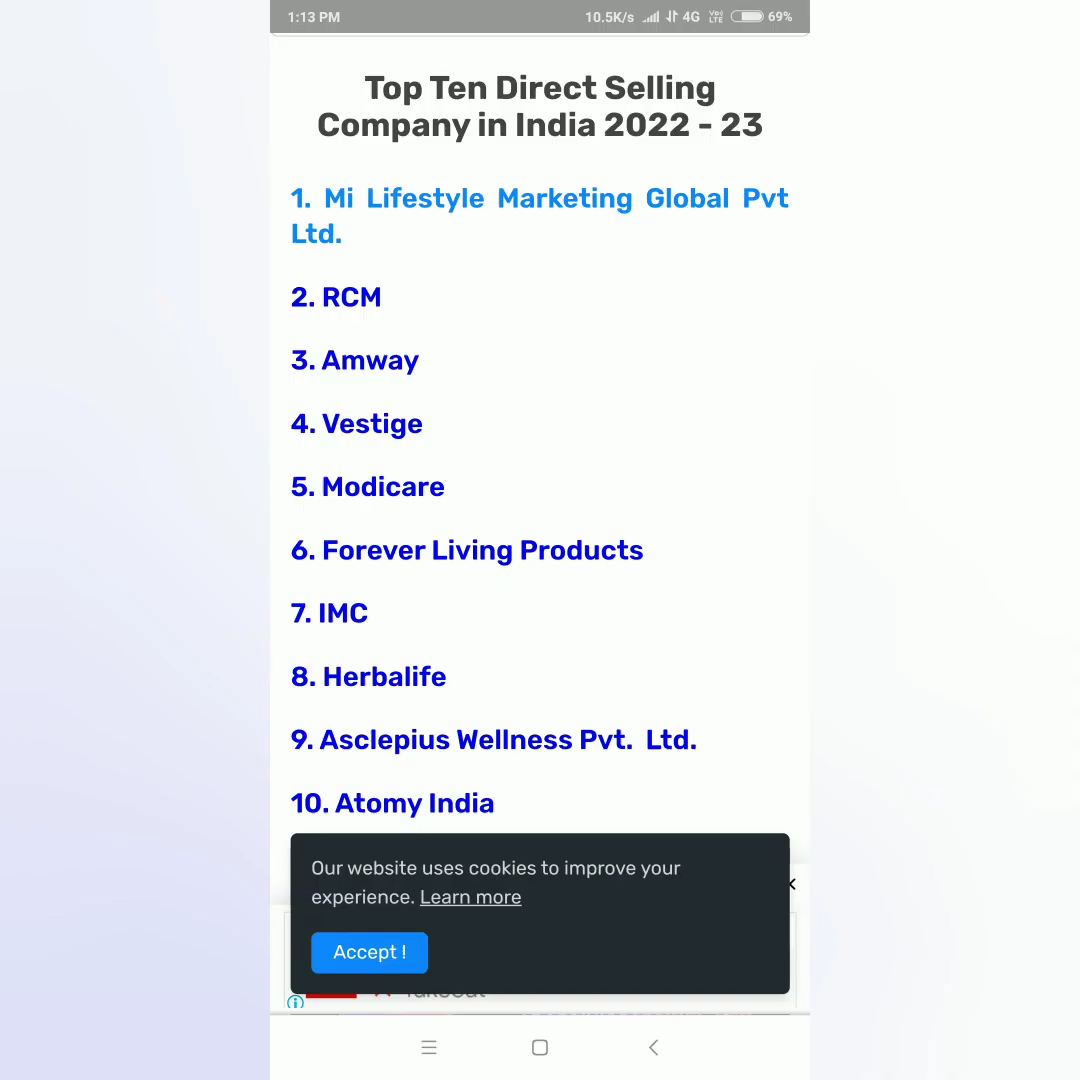 1:13 PM 10.5K/s 4G VoLTE 69%
Top Ten Direct Selling
Company in India 2022 - 23
1. Mi Lifestyle Marketing Global Pvt
Ltd.
2. RCM
3. Amway
4. Vestige
5. Modicare
6. Forever Living Products
7. IMC
8. Herbalife
9. Asclepius Wellness Pvt. Ltd.
10. Atomy India
Our website uses cookies to improve your
experience. Learn more
Accept !